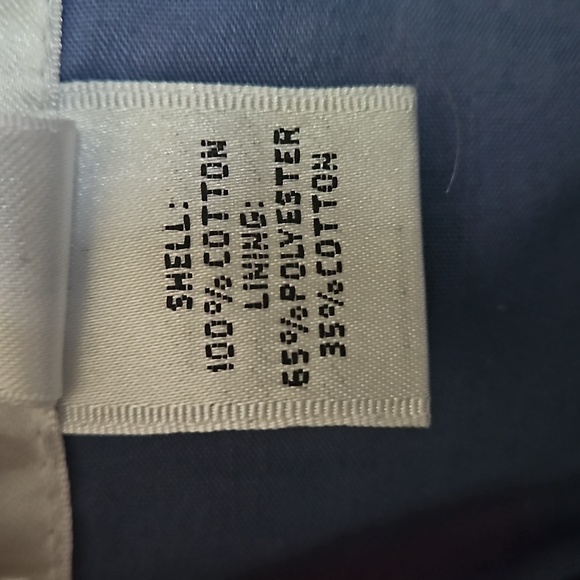 SHELL:
100%COTTON
LINING:
65%POLYESTER
35%COTTON